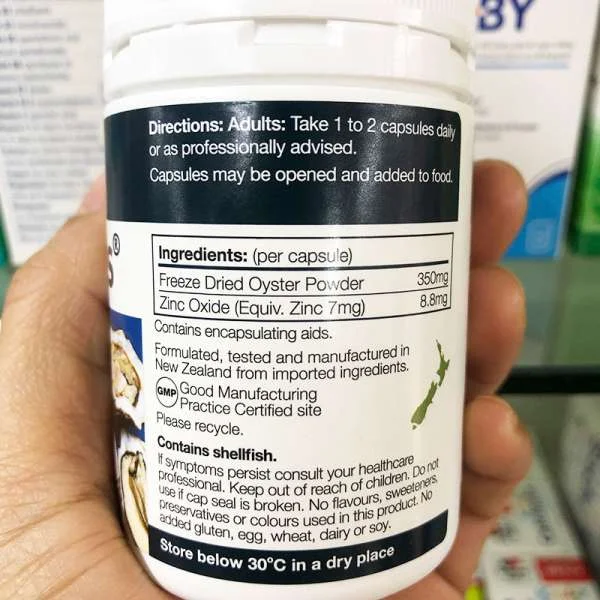 BY
Directions: Adults: Take 1 to 2 capsules daily
or as professionally advised.
Capsules may be opened and added to food.
S®
Ingredients: (per capsule)
Freeze Dried Oyster Powder 350mg
Zinc Oxide (Equiv. Zinc 7mg) 8.8mg
Contains encapsulating aids.
Formulated, tested and manufactured in
New Zealand from imported ingredients.
GMP Good Manufacturing
Practice Certified site
Please recycle.
Contains shellfish.
If symptoms persist consult your healthcare
professional. Keep out of reach of children. Do not
use if cap seal is broken. No flavours, sweeteners,
preservatives or colours used in this product. No
added gluten, egg, wheat, dairy or soy.
Store below 30°C in a dry place